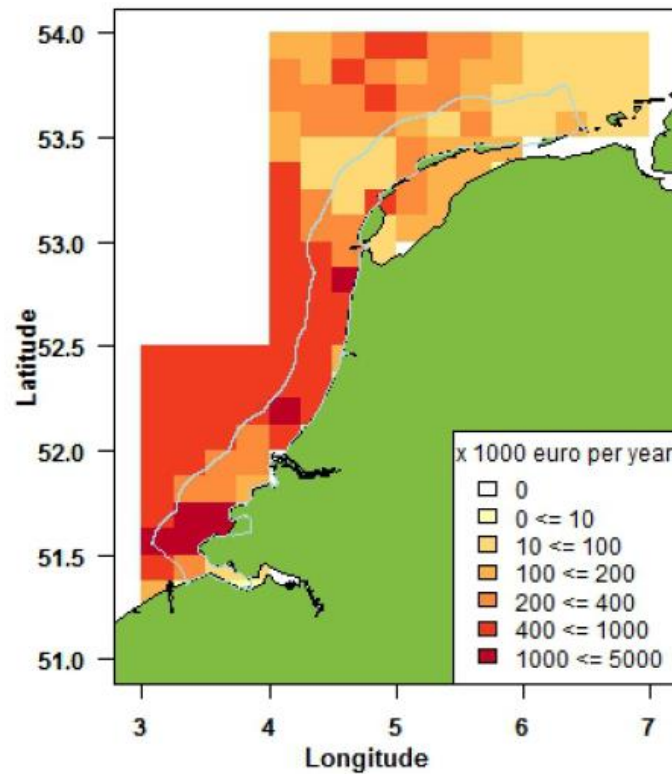 54.0
53.5
53.0
52.5
52.0
51.5
51.0
Latitude
3 4 5 6 7
Longitude
x 1000 euro per year
0
0 <= 10
10 <= 100
100 <= 200
200 <= 400
400 <= 1000
1000 <= 5000